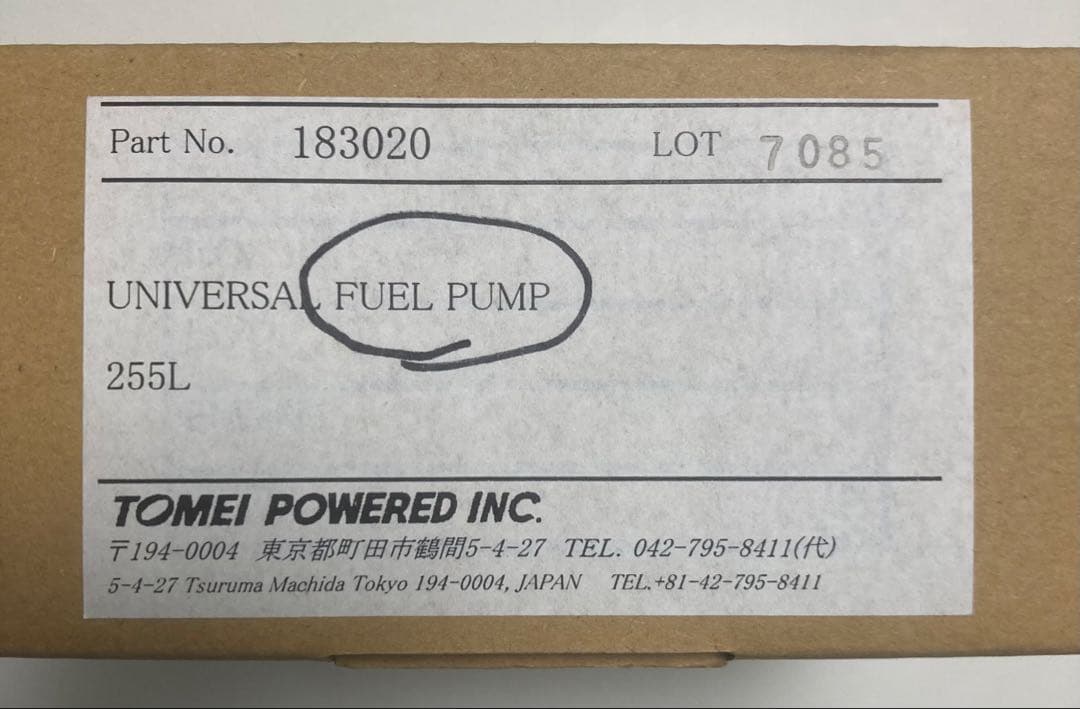 Part No. 183020 LOT 7085
UNIVERSAL FUEL PUMP
255L
TOMEI POWERED INC.
〒194-0004 東京都町田市鶴間5-4-27 TEL. 042-795-8411(代)
5-4-27 Tsuruma Machida Tokyo 194-0004, JAPAN TEL.+81-42-795-8411